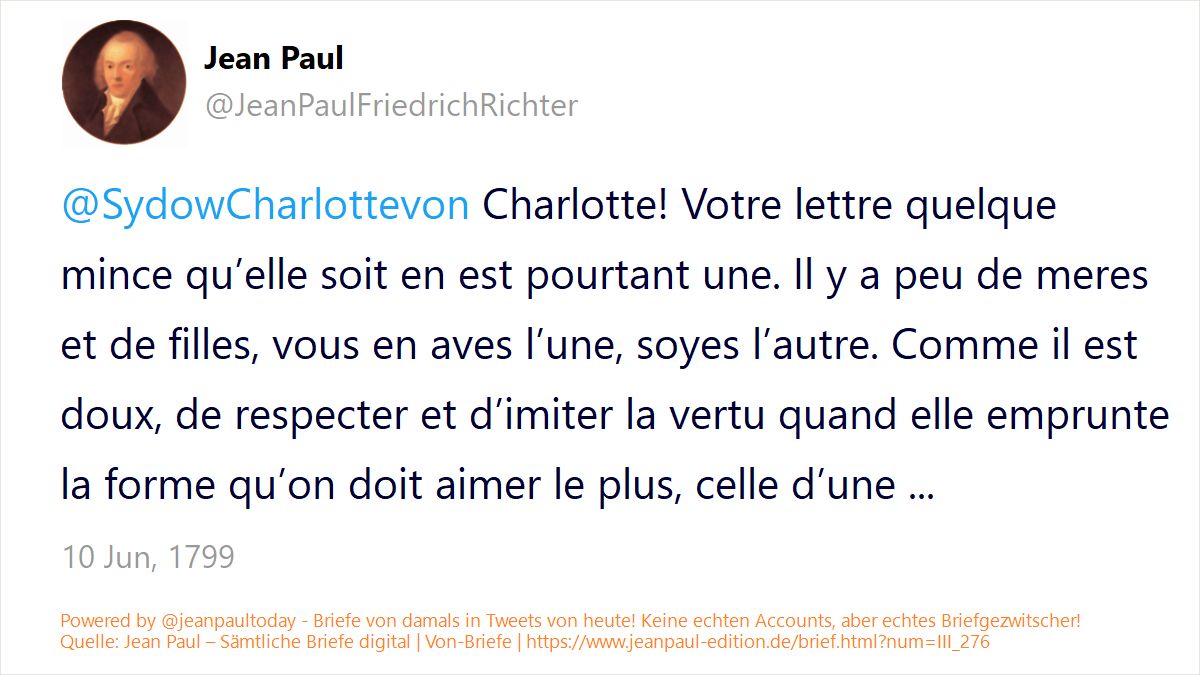 Jean Paul
@JeanPaulFriedrichRichter
@SydowCharlottevon Charlotte! Votre lettre quelque
mince qu’elle soit en est pourtant une. Il y a peu de meres
et de filles, vous en aves l’une, soyes l’autre. Comme il est
doux, de respecter et d’imiter la vertu quand elle emprunte
la forme qu’on doit aimer le plus, celle d’une ...
10 Jun, 1799
Powered by @jeanpaultoday - Briefe von damals in Tweets von heute! Keine echten Accounts, aber echtes Briefgezwitscher!
Quelle: Jean Paul – Sämtliche Briefe digital | Von-Briefe | https://www.jeanpaul-edition.de/brief.html?num=III_276